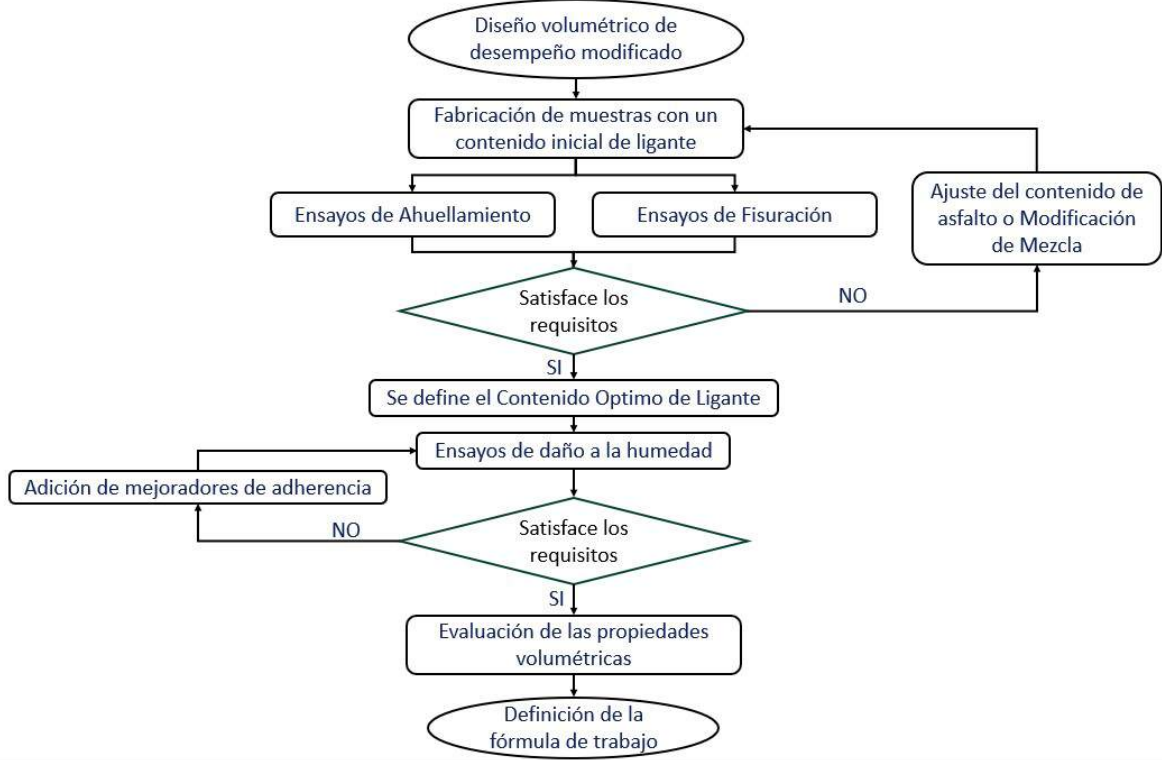 Diseño volumétrico de
desempeño modificado
Fabricación de muestras con un
contenido inicial de ligante
Ensayos de Ahuellamiento
Ensayos de Fisuración
Ajuste del contenido de
asfalto o Modificación
de Mezcla
Satisface los
requisitos
NO
SI
Se define el Contenido Optimo de Ligante
Ensayos de daño a la humedad
Adición de mejoradores de adherencia
Satisface los
requisitos
NO
SI
Evaluación de las propiedades
volumétricas
Definición de la
fórmula de trabajo